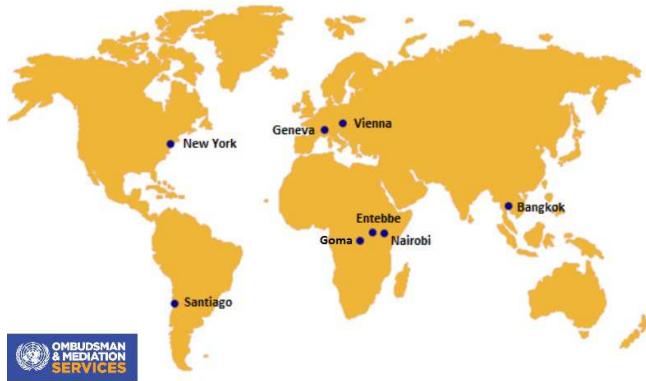 Vienna
Geneva
New York
Bangkok
Entebbe
Goma
Nairobi
Santiago
OMBUDSMAN
& MEDIATION
SERVICES